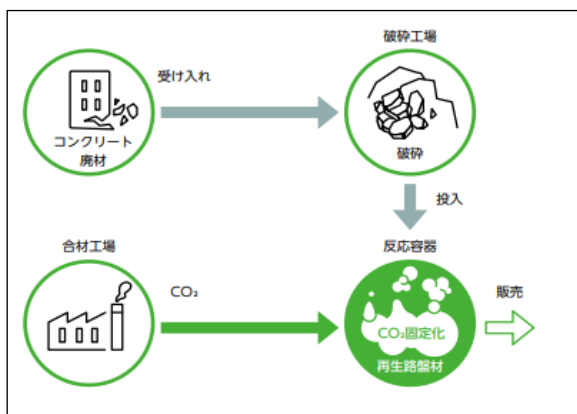 破砕工場
受け入れ
コンクリート
廃材
破砕
投入
合材工場
反応容器
CO₂
販売
CO₂固定化
再生路盤材